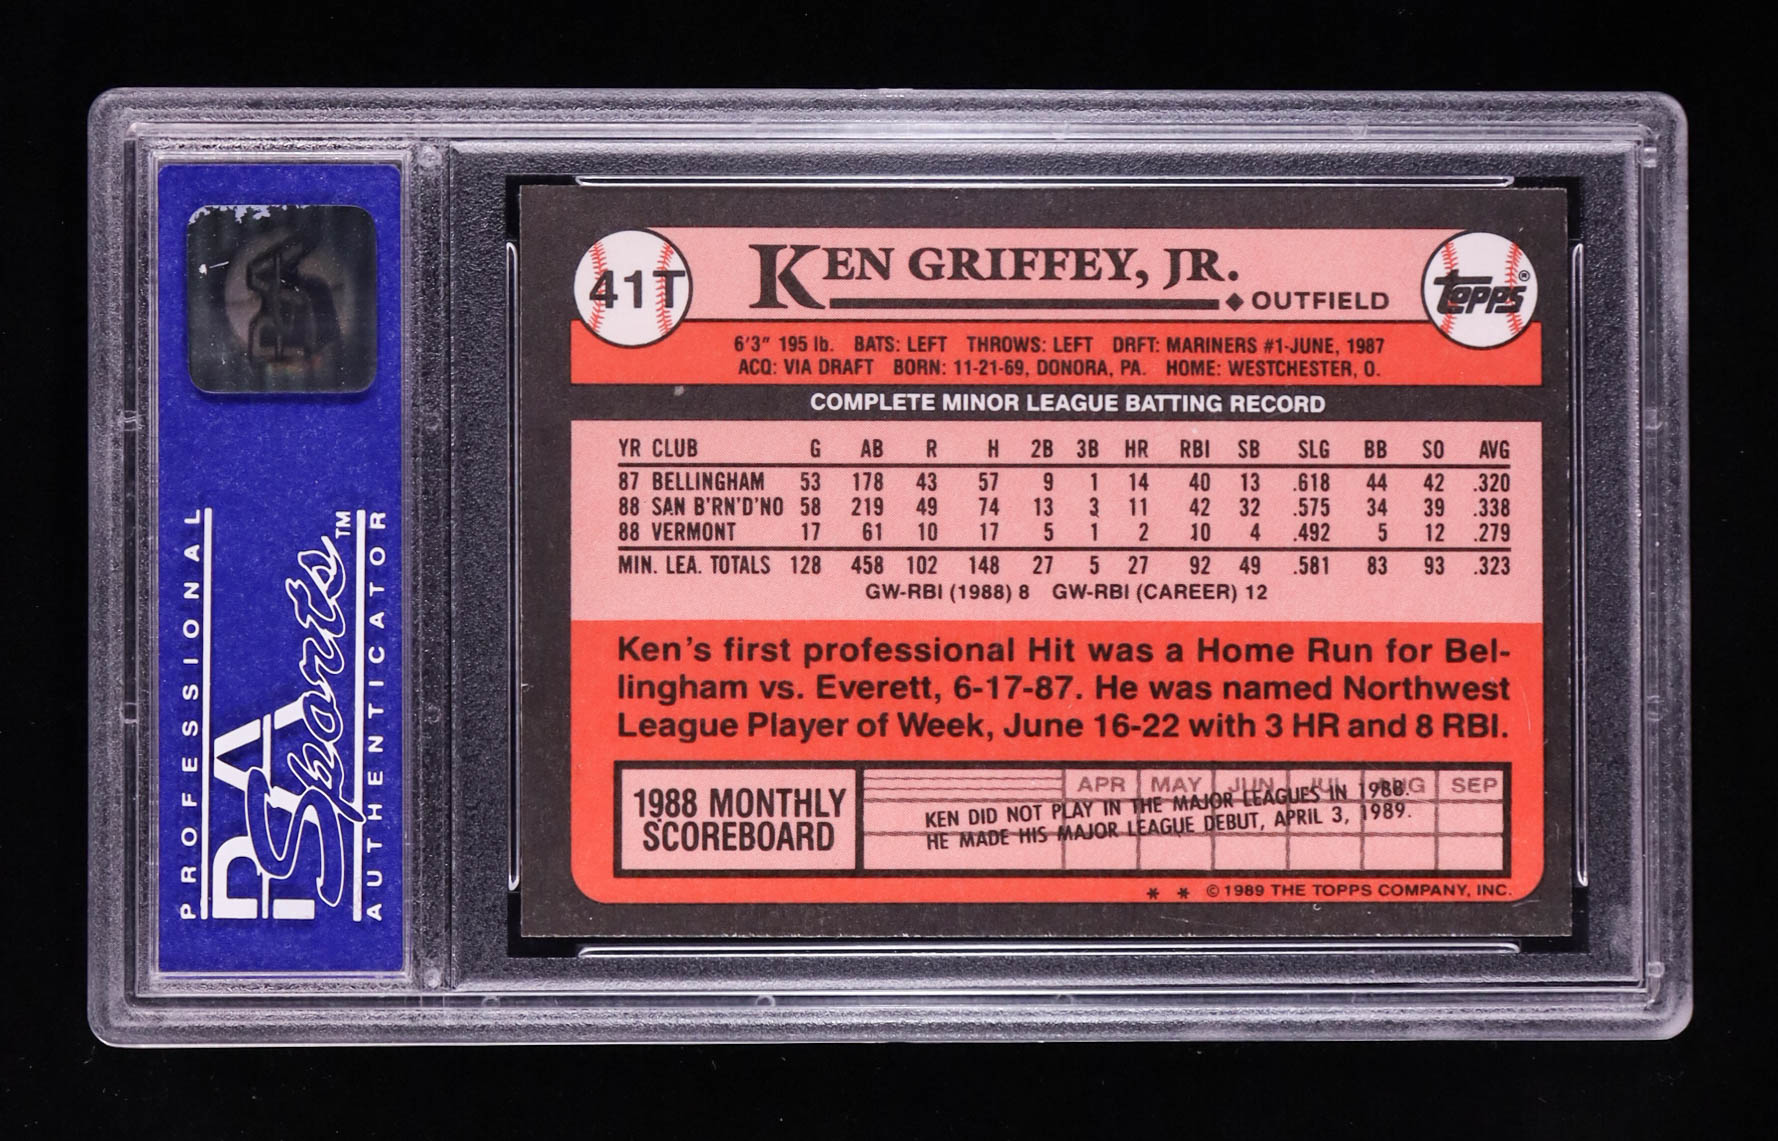 PROFESSIONAL
PSA
Sports™
AUTHENTICATOR
41T
KEN GRIFFEY, JR.
◆ OUTFIELD
Topps®
6'3" 195 lb. BATS: LEFT THROWS: LEFT DRFT: MARINERS #1-JUNE, 1987
ACQ: VIA DRAFT BORN: 11-21-69, DONORA, PA. HOME: WESTCHESTER, O.
COMPLETE MINOR LEAGUE BATTING RECORD
YR CLUB G AB R H 2B 3B HR RBI SB SLG BB SO AVG
87 BELLINGHAM 53 178 43 57 9 1 14 40 13 .618 44 42 .320
88 SAN B'RN'D'NO 58 219 49 74 13 3 11 42 32 .575 34 39 .338
88 VERMONT 17 61 10 17 5 1 2 10 4 .492 5 12 .279
MIN. LEA. TOTALS 128 458 102 148 27 5 27 92 49 .581 83 93 .323
GW-RBI (1988) 8 GW-RBI (CAREER) 12
Ken's first professional Hit was a Home Run for Bel-
lingham vs. Everett, 6-17-87. He was named Northwest
League Player of Week, June 16-22 with 3 HR and 8 RBI.
1988 MONTHLY
SCOREBOARD
APR MAY JUN JUL AUG SEP
KEN DID NOT PLAY IN THE MAJOR LEAGUES IN 1988.
HE MADE HIS MAJOR LEAGUE DEBUT, APRIL 3, 1989.
* * © 1989 THE TOPPS COMPANY, INC.